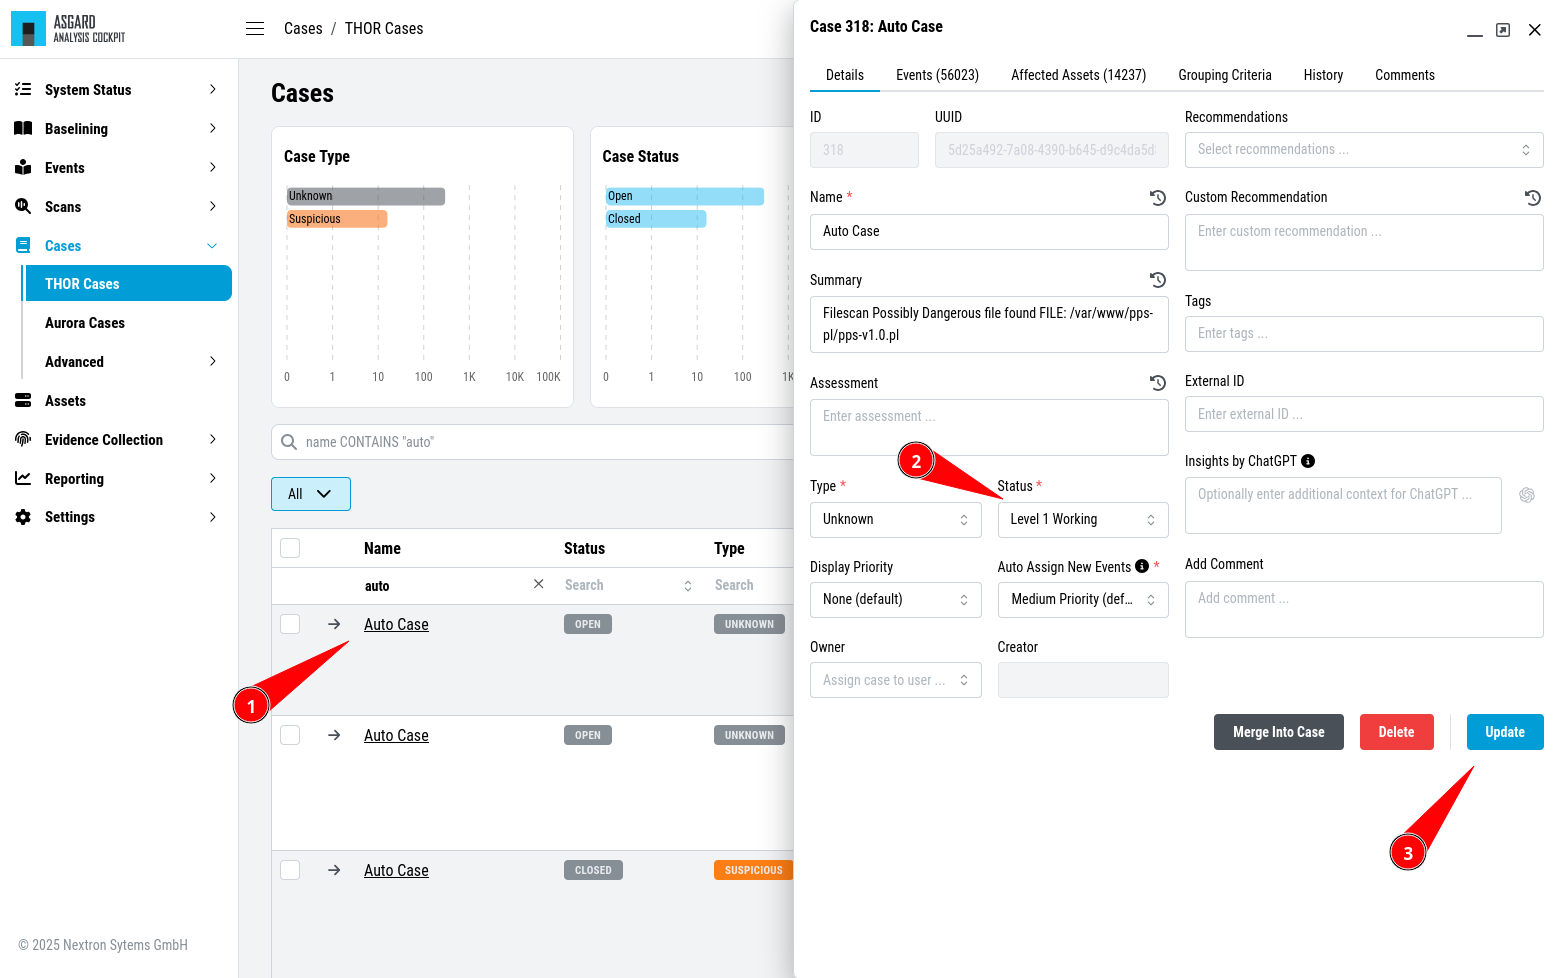 ASGARD
ANALYSIS COCKPIT
System Status
Baselining
Events
Scans
Cases
THOR Cases
Aurora Cases
Advanced
Assets
Evidence Collection
Reporting
Settings
© 2025 Nextron Sytems GmbH
Cases / THOR Cases
Cases
Case Type
Unknown
Suspicious
0 1 10 100 1K 10K 100K
Case Status
Open
Closed
0 1 10 100 1K
name CONTAINS "auto"
All
Name Status Type
auto Search Search
Auto Case OPEN UNKNOWN
1
Auto Case OPEN UNKNOWN
Auto Case CLOSED SUSPICIOUS
Case 318: Auto Case
Details Events (56023) Affected Assets (14237) Grouping Criteria History Comments
ID UUID
318 5d25a492-7a08-4390-b645-d9c4da5d
Name *
Auto Case
Summary
Filescan Possibly Dangerous file found FILE: /var/www/pps-
pl/pps-v1.0.pl
Assessment
Enter assessment ...
2
Type * Status *
Unknown Level 1 Working
Display Priority Auto Assign New Events *
None (default) Medium Priority (def...
Owner Creator
Assign case to user ...
Recommendations
Select recommendations ...
Custom Recommendation
Enter custom recommendation ...
Tags
Enter tags ...
External ID
Enter external ID ...
Insights by ChatGPT
Optionally enter additional context for ChatGPT ...
Add Comment
Add comment ...
Merge Into Case Delete Update
3